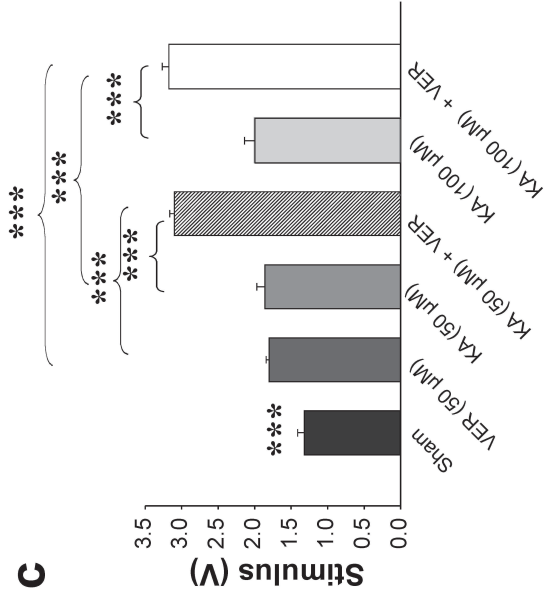 c
***
***
***
***
***
***
Stimulus (V)
3.5
3.0
2.5
2.0
1.5
1.0
0.5
0.0
Sham
VER (50 µM)
KA (50 µM)
KA (50 µM) + VER
KA (100 µM)
KA (100 µM) + VER